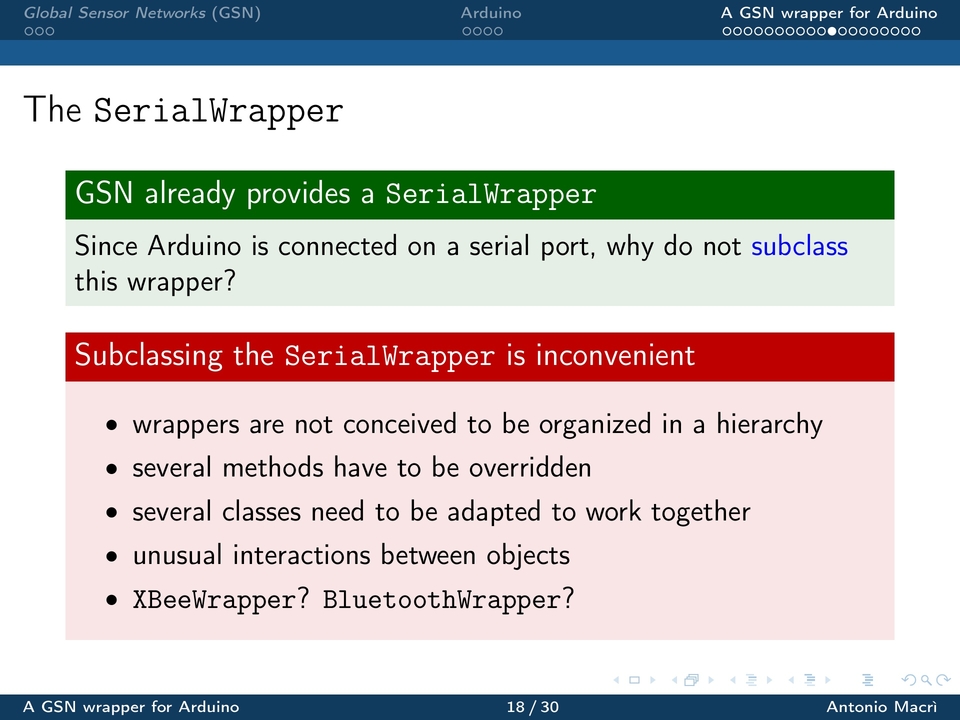 Global Sensor Networks (GSN) Arduino A GSN wrapper for Arduino
The SerialWrapper
GSN already provides a SerialWrapper
Since Arduino is connected on a serial port, why do not subclass
this wrapper?
Subclassing the SerialWrapper is inconvenient
• wrappers are not conceived to be organized in a hierarchy
• several methods have to be overridden
• several classes need to be adapted to work together
• unusual interactions between objects
• XBeeWrapper? BluetoothWrapper?
A GSN wrapper for Arduino 18 / 30 Antonio Macrì